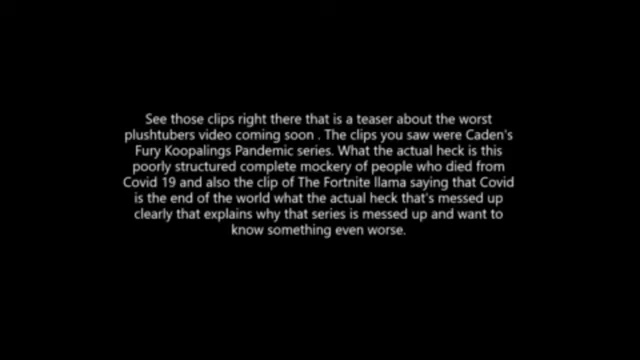 See those clips right there that is a teaser about the worst
plushtubers video coming soon . The clips you saw were Caden's
Fury Koopalings Pandemic series. What the actual heck is this
poorly structured complete mockery of people who died from
Covid 19 and also the clip of The Fortnite llama saying that Covid
is the end of the world what the actual heck that's messed up
clearly that explains why that series is messed up and want to
know something even worse.